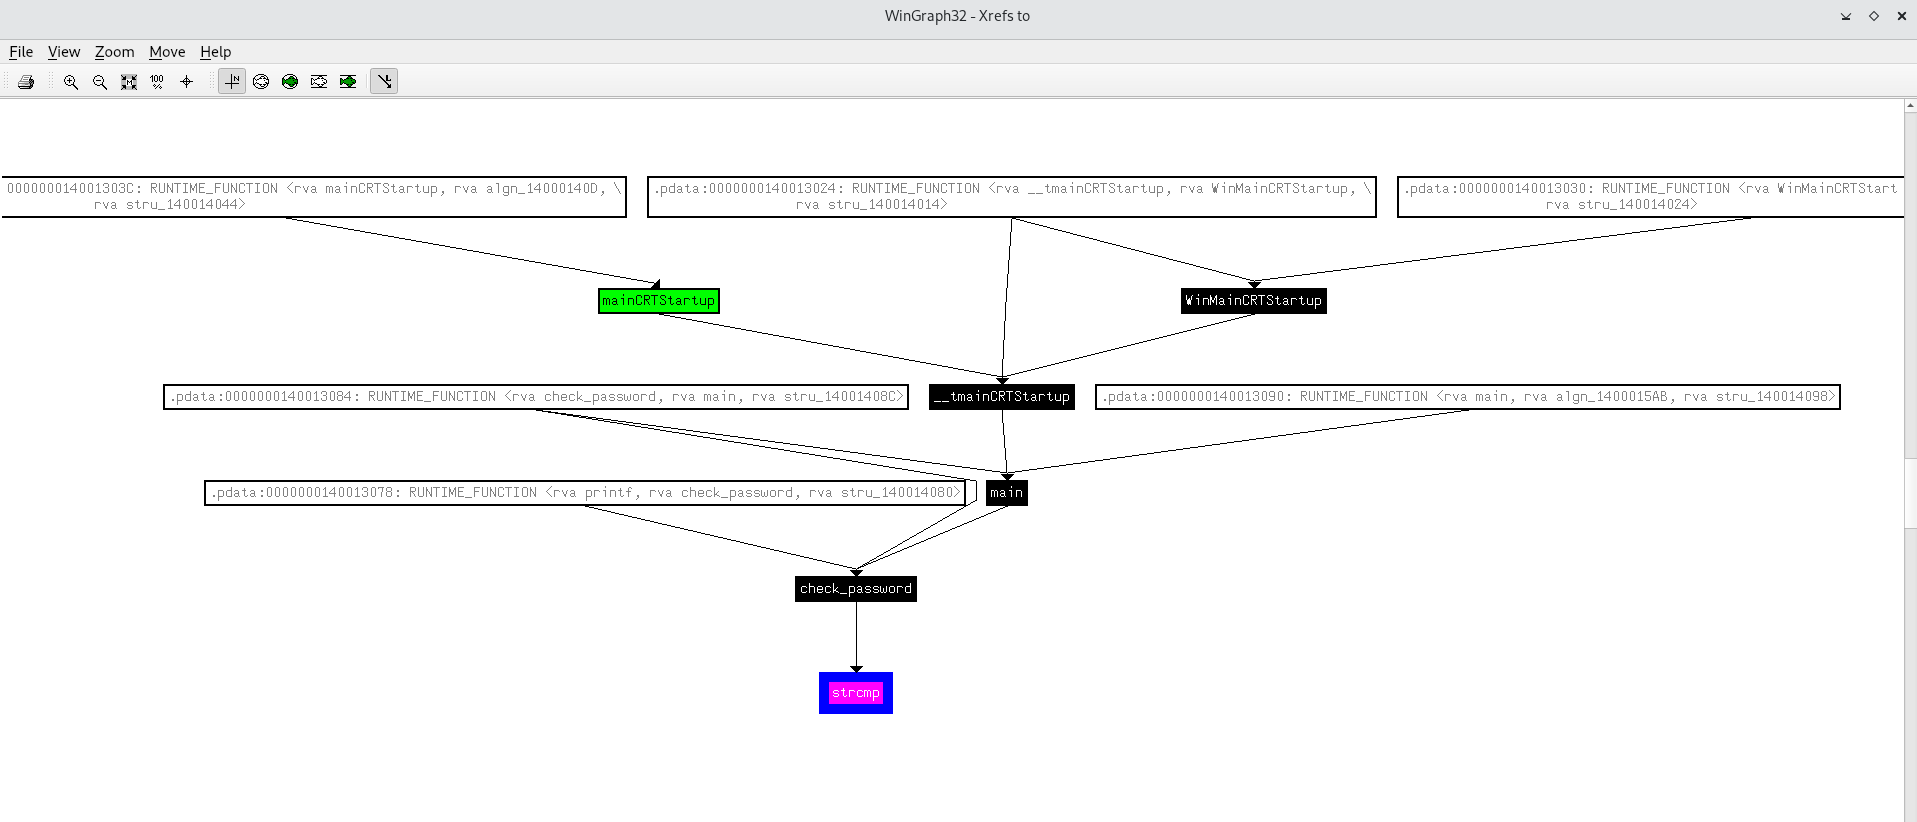 WinGraph32 - Xrefs to
File View Zoom Move Help
100
%
N
M
000000014001303C: RUNTIME_FUNCTION <rva mainCRTStartup, rva algn_14000140D, \
rva stru_140014044>
.pdata:0000000140013024: RUNTIME_FUNCTION <rva __tmainCRTStartup, rva WinMainCRTStartup, \
rva stru_140014014>
.pdata:0000000140013030: RUNTIME_FUNCTION <rva WinMainCRTStart
rva stru_140014024>
mainCRTStartup
WinMainCRTStartup
.pdata:0000000140013084: RUNTIME_FUNCTION <rva check_password, rva main, rva stru_14001408C>
__tmainCRTStartup
.pdata:0000000140013090: RUNTIME_FUNCTION <rva main, rva algn_1400015AB, rva stru_140014098>
.pdata:0000000140013078: RUNTIME_FUNCTION <rva printf, rva check_password, rva stru_140014080>
main
check_password
strcmp